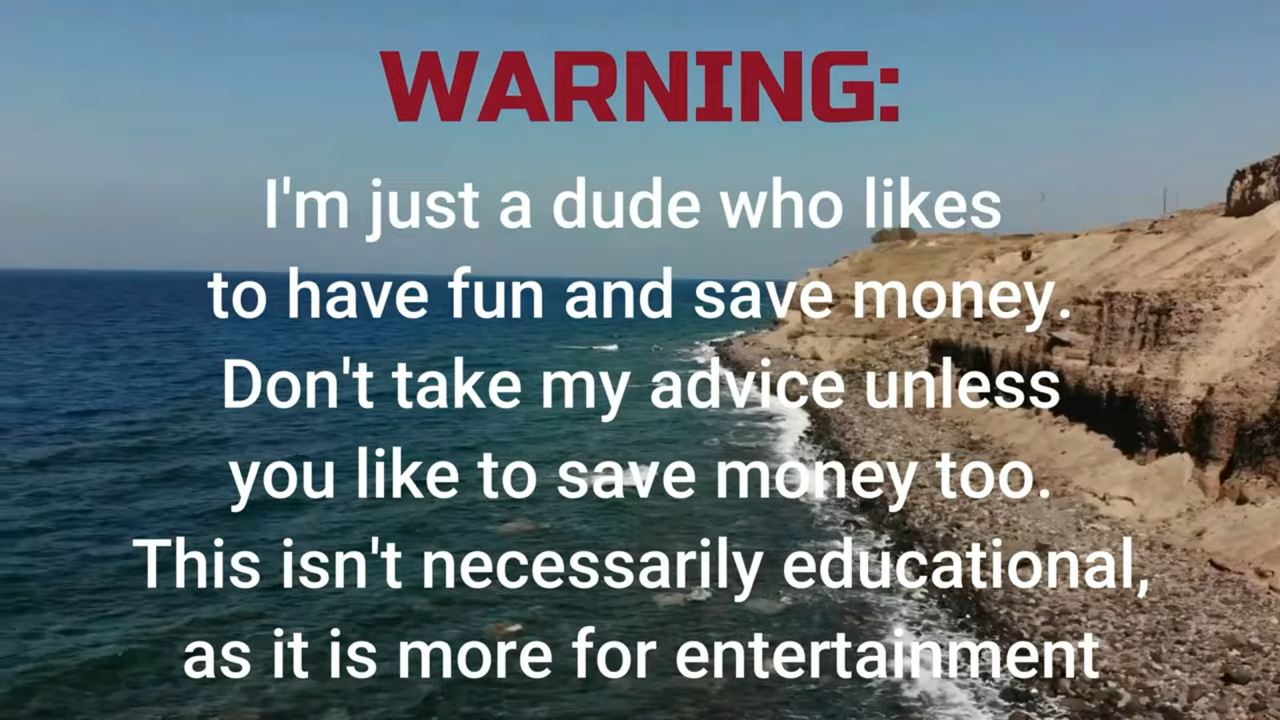 WARNING:
I'm just a dude who likes
to have fun and save money.
Don't take my advice unless
you like to save money too.
This isn't necessarily educational,
as it is more for entertainment